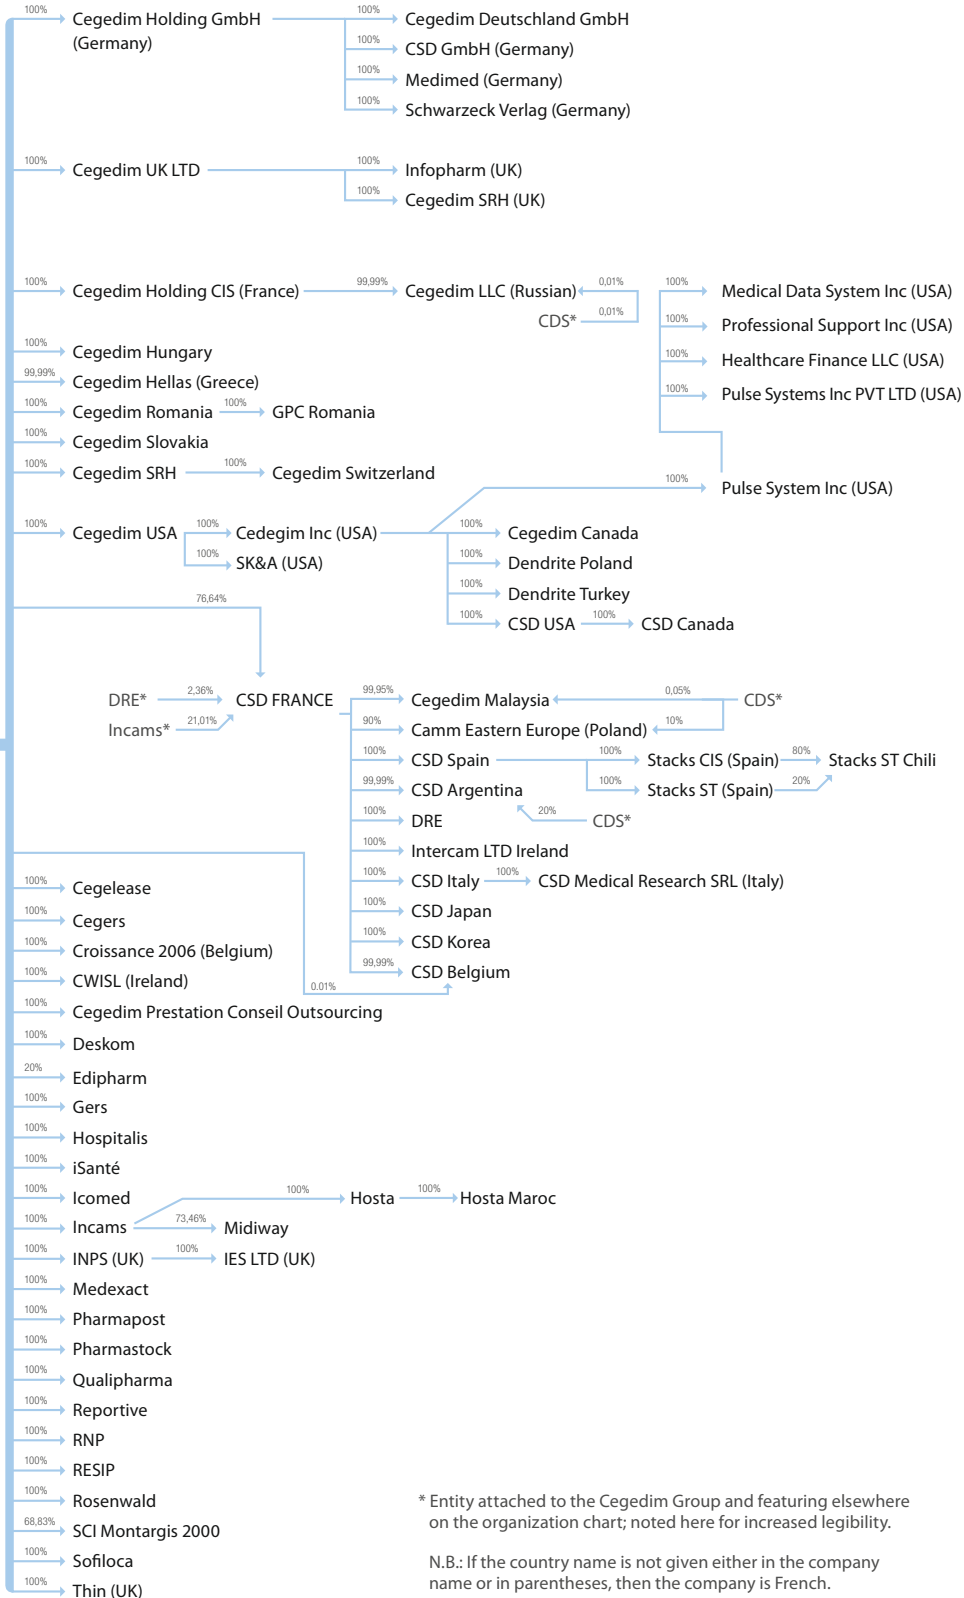 100% Cegedim Holding GmbH 100% Cegedim Deutschland GmbH
(Germany) 100% CSD GmbH (Germany)
100% Medimed (Germany)
100% Schwarzeck Verlag (Germany)
100% Cegedim UK LTD 100% Infopharm (UK)
100% Cegedim SRH (UK)
100% Cegedim Holding CIS (France) 99,99% Cegedim LLC (Russian) 0,01% 100% Medical Data System Inc (USA)
CDS* 0,01% 100% Professional Support Inc (USA)
100% Cegedim Hungary 100% Healthcare Finance LLC (USA)
99,99% Cegedim Hellas (Greece) 100% Pulse Systems Inc PVT LTD (USA)
100% Cegedim Romania 100% GPC Romania
100% Cegedim Slovakia
100% Cegedim SRH 100% Cegedim Switzerland
100% Pulse System Inc (USA)
100% Cegedim USA 100% Cedegim Inc (USA) 100% Cegedim Canada
100% SK&A (USA) 100% Dendrite Poland
100% Dendrite Turkey
76,64% 100% CSD USA 100% CSD Canada
DRE* 2,36% CSD FRANCE 99,95% Cegedim Malaysia 0,05% CDS*
Incams* 21,01% 90% Camm Eastern Europe (Poland) 10%
100% CSD Spain 100% Stacks CIS (Spain) 80% Stacks ST Chili
99,99% CSD Argentina 100% Stacks ST (Spain) 20%
100% DRE 20% CDS*
100% Intercam LTD Ireland
100% Cegelease 100% CSD Italy 100% CSD Medical Research SRL (Italy)
100% Cegers 100% CSD Japan
100% Croissance 2006 (Belgium) 100% CSD Korea
100% CWISL (Ireland) 0.01% 99,99% CSD Belgium
100% Cegedim Prestation Conseil Outsourcing
100% Deskom
20% Edipharm
100% Gers
100% Hospitalis
100% iSanté
100% Icomed 100% Hosta 100% Hosta Maroc
100% Incams 73,46% Midiway
100% INPS (UK) 100% IES LTD (UK)
100% Medexact
100% Pharmapost
100% Pharmastock
100% Qualipharma
100% Reportive
100% RNP
100% RESIP
100% Rosenwald
68,83% SCI Montargis 2000
100% Sofiloca
100% Thin (UK)
* Entity attached to the Cegedim Group and featuring elsewhere
on the organization chart; noted here for increased legibility.
N.B.: If the country name is not given either in the company
name or in parentheses, then the company is French.